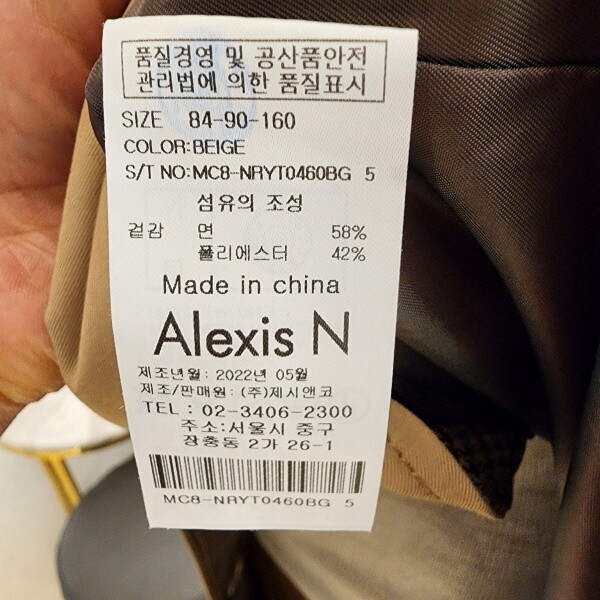 품질경영 및 공산품안전
관리법에 의한 품질표시
SIZE 84-90-160
COLOR:BEIGE
S/T NO:MC8-NRYT0460BG 5
섬유의 조성
겉감 면 58%
폴리에스터 42%
Made in china
Alexis N
제조년월: 2022년 05월
제조/판매원: (주)제시앤코
TEL : 02-3406-2300
주소:서울시 중구
장충동 2가 26-1
MC8-NRYT0460BG 5